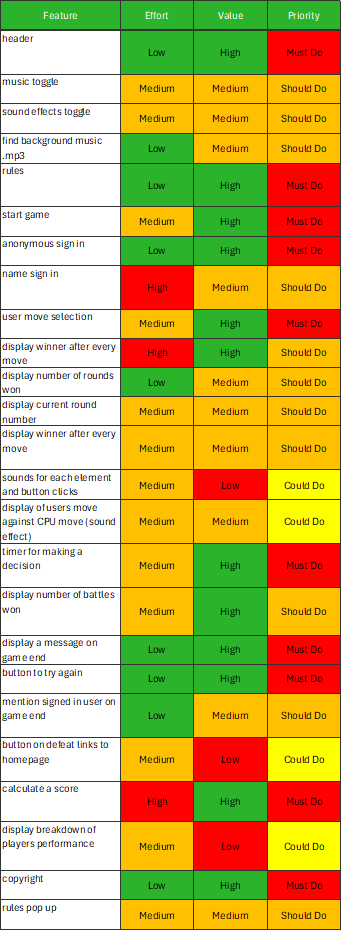 Feature Effort Value Priority
header Low High Must Do
music toggle Medium Medium Should Do
sound effects toggle Medium Medium Should Do
find background music
.mp3 Low Medium Should Do
rules Low High Must Do
start game Medium High Must Do
anonymous sign in Low High Must Do
name sign in High Medium Should Do
user move selection Medium High Must Do
display winner after every
move High High Should Do
display number of rounds
won Low Medium Should Do
display current round
number Medium Medium Should Do
display winner after every
move Medium Medium Should Do
sounds for each element
and button clicks Medium Low Could Do
display of users move
against CPU move (sound
effect) Medium Medium Could Do
timer for making a
decision Medium High Must Do
display number of battles
won Medium High Should Do
display a message on
game end Low High Must Do
button to try again Low High Must Do
mention signed in user on
game end Low Medium Should Do
button on defeat links to
homepage Medium Low Could Do
calculate a score High High Must Do
display breakdown of
players performance Medium Low Could Do
copyright Low High Must Do
rules pop up Medium Medium Should Do